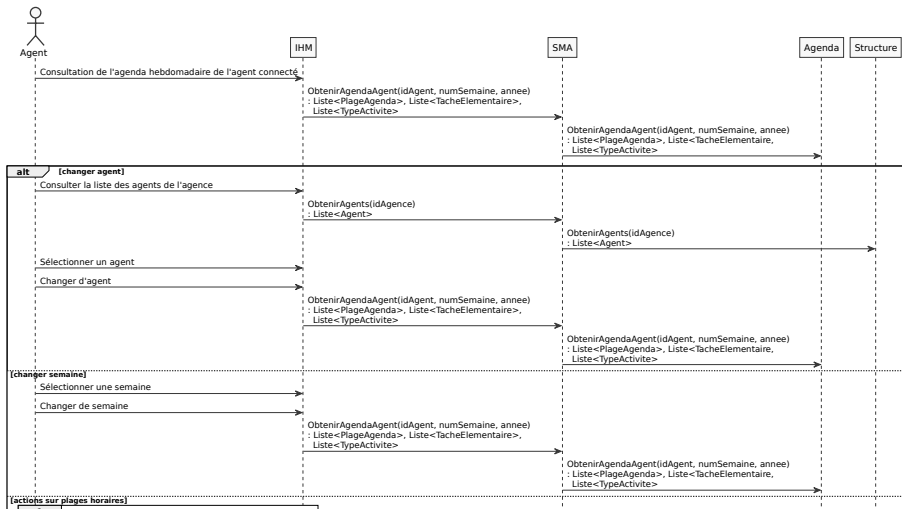 Agent
IHM
SMA
Agenda
Structure
Consultation de l'agenda hebdomadaire de l'agent connecté
ObtenirAgendaAgent(idAgent, numSemaine, annee)
: Liste<PlageAgenda>, Liste<TacheElementaire>,
Liste<TypeActivite>
ObtenirAgendaAgent(idAgent, numSemaine, annee)
: Liste<PlageAgenda>, Liste<TacheElementaire,
Liste<TypeActivite>
alt
[changer agent]
Consulter la liste des agents de l'agence
ObtenirAgents(idAgence)
: Liste<Agent>
ObtenirAgents(idAgence)
: Liste<Agent>
Sélectionner un agent
Changer d'agent
ObtenirAgendaAgent(idAgent, numSemaine, annee)
: Liste<PlageAgenda>, Liste<TacheElementaire>,
Liste<TypeActivite>
ObtenirAgendaAgent(idAgent, numSemaine, annee)
: Liste<PlageAgenda>, Liste<TacheElementaire,
Liste<TypeActivite>
[changer semaine]
Sélectionner une semaine
Changer de semaine
ObtenirAgendaAgent(idAgent, numSemaine, annee)
: Liste<PlageAgenda>, Liste<TacheElementaire>,
Liste<TypeActivite>
ObtenirAgendaAgent(idAgent, numSemaine, annee)
: Liste<PlageAgenda>, Liste<TacheElementaire,
Liste<TypeActivite>
[actions sur plages horaires]